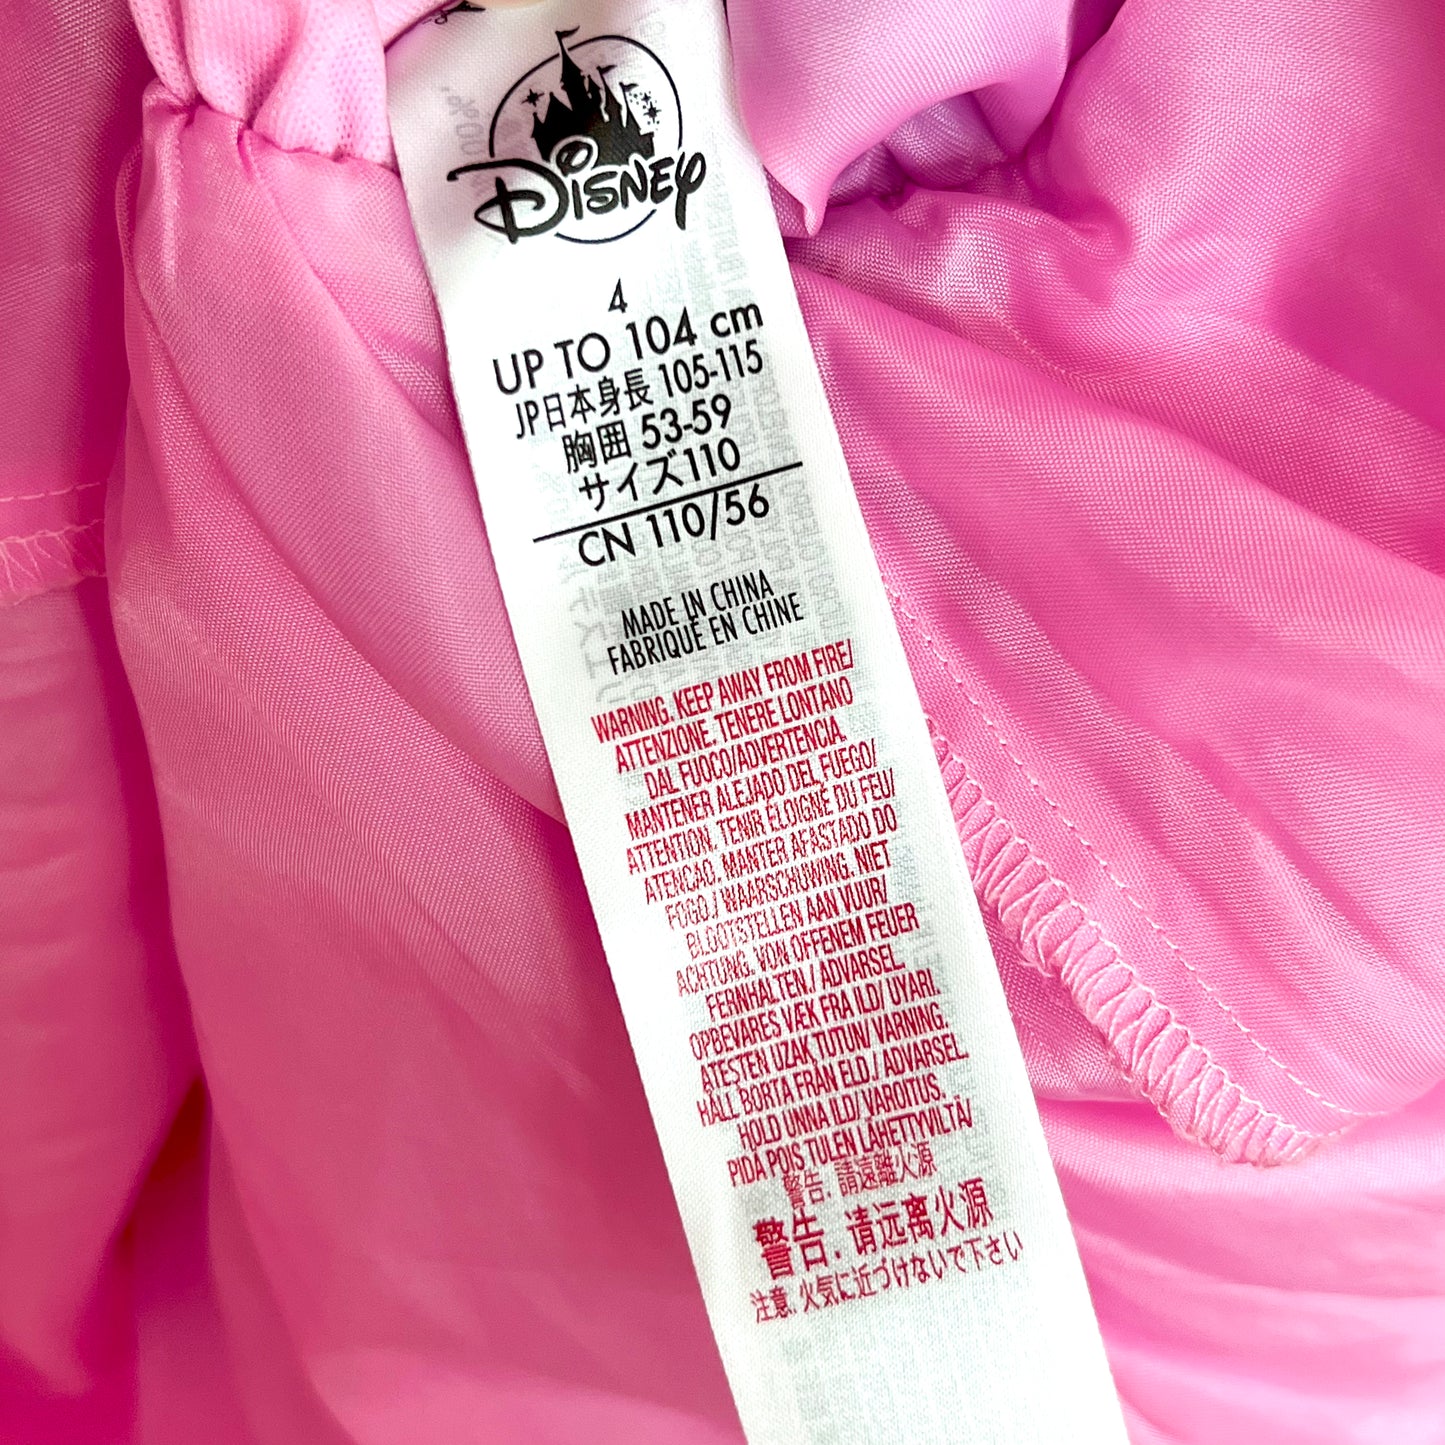 Disney
4
UP TO 104 cm
JP日本身長 105-115
胸囲 53-59
サイズ110
CN 110/56
MADE IN CHINA
FABRIQUÉ EN CHINE
WARNING. KEEP AWAY FROM FIRE/
ATTENZIONE. TENERE LONTANO
DAL FUOCO/ADVERTENCIA.
MANTENER ALEJADO DEL FUEGO/
ATTENTION. TENIR ÉLOIGNÉ DU FEU/
ATENCAO. MANTER AFASTADO DO
FOGO./ WAARSCHUWING. NIET
BLOOTSTELLEN AAN VUUR/
ACHTUNG. VON OFFENEM FEUER
FERNHALTEN./ ADVARSEL.
OPBEVARES VÆK FRA ILD/ UYARI.
ATESTEN UZAK TUTUN/ VARNING.
HÅLL BORTA FRÅN ELD./ ADVARSEL.
HOLD UNNA ILD/ VAROITUS.
PIDÄ POIS TULEN LÄHETTYVILTÄ/
警告. 請遠離火源
警告. 请远离火源
注意. 火気に近づけないで下さい